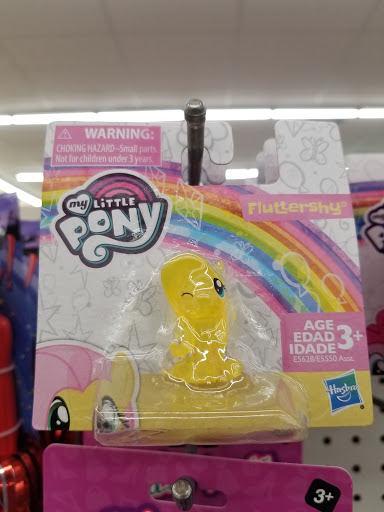 WARNING:
CHOKING HAZARD–Small parts.
Not for children under 3 years.
my LITTLE
PONY
Fluttershy
AGE
EDAD
IDADE
3+
E5628/E5550 Asst.
Hasbro
3+